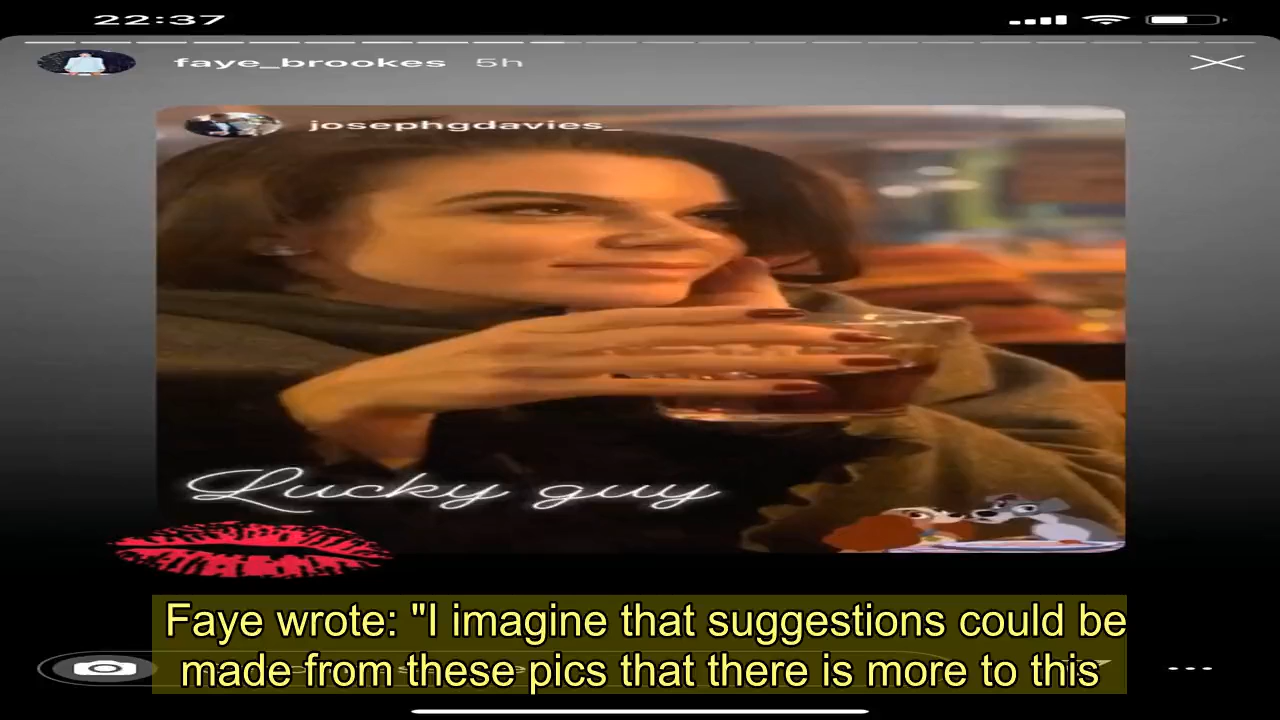 22:37
faye_brookes 5h
josephgdavies_
Lucky guy
Faye wrote: "I imagine that suggestions could be
made from these pics that there is more to this